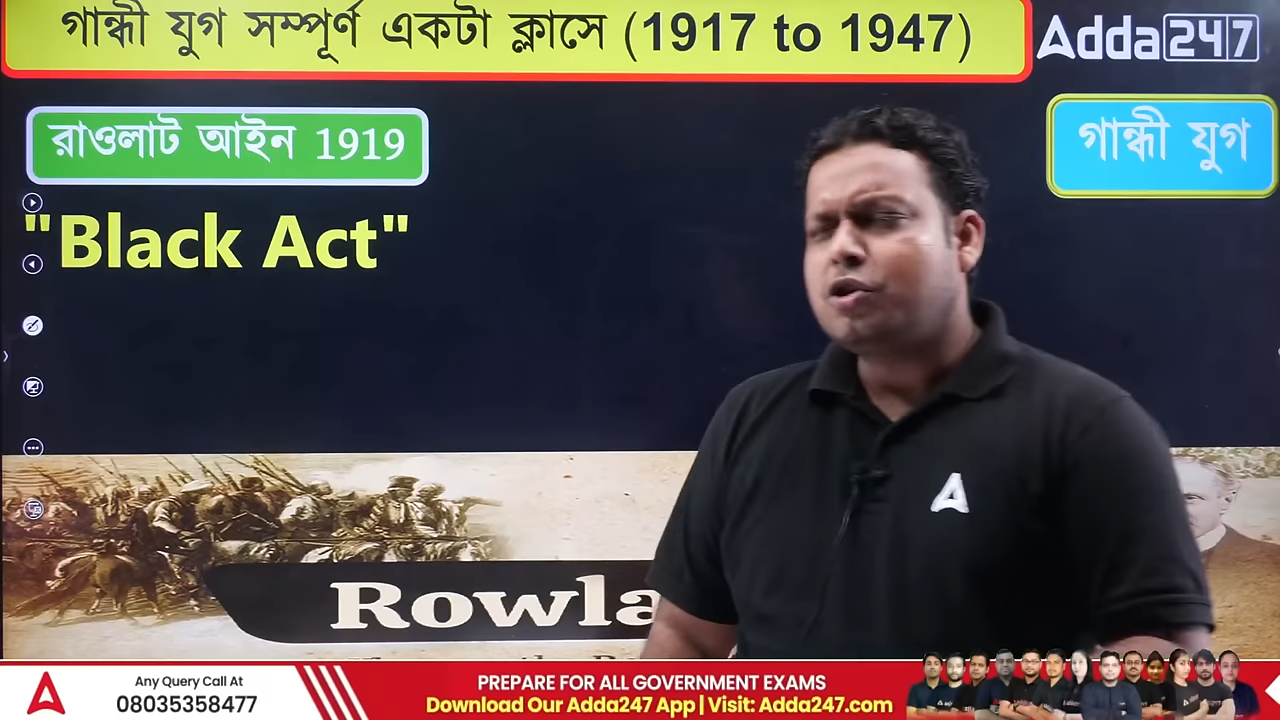 গান্ধী যুগ সম্পূর্ণ একটা ক্লাসে (1917 to 1947)
Adda247
রাওলাট আইন 1919
গান্ধী যুগ
"Black Act"
Any Query Call At
08035358477
PREPARE FOR ALL GOVERNMENT EXAMS
Download Our Adda247 App | Visit: Adda247.com